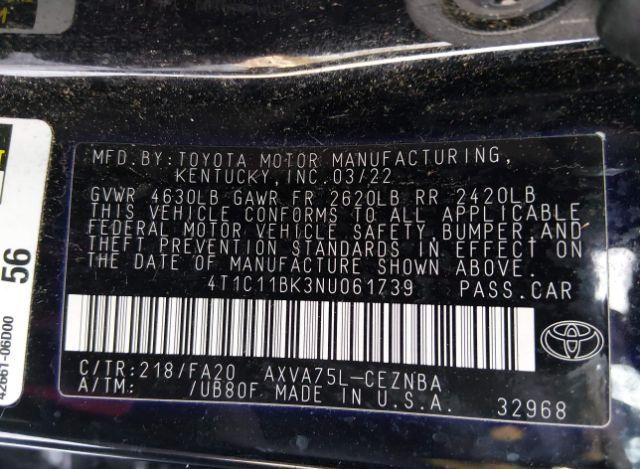 MFD.BY:TOYOTA MOTOR MANUFACTURING,
KENTUCKY,INC.03/22
GVWR 4630LB GAWR FR 2620LB RR 2420LB
THIS VEHICLE CONFORMS TO ALL APPLICABLE
FEDERAL MOTOR VEHICLE SAFETY, BUMPER AND
THEFT PREVENTION STANDARDS IN EFFECT ON
THE DATE OF MANUFACTURE SHOWN ABOVE.
4T1C11BK3NU061739 PASS.CAR
C/TR:218/FA20 AXVA75L-CEZNBA
A/TM: /UB80F MADE IN U.S.A. 32968
56
42661-06D00